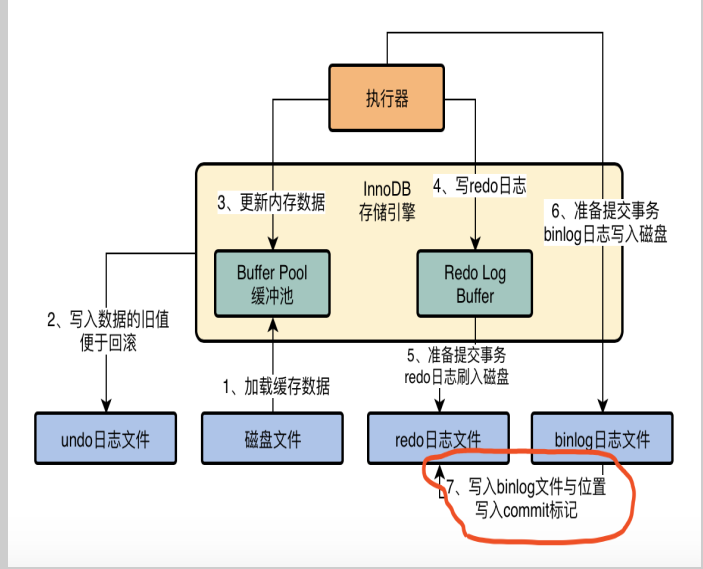 执行器
InnoDB
存储引擎
3、更新内存数据
4、写redo日志
6、准备提交事务
binlog日志写入磁盘
Buffer Pool
缓冲池
Redo Log
Buffer
2、写入数据的旧值
便于回滚
1、加载缓存数据
5、准备提交事务
redo日志刷入磁盘
undo日志文件
磁盘文件
redo日志文件
binlog日志文件
7、写入binlog文件与位置
写入commit标记